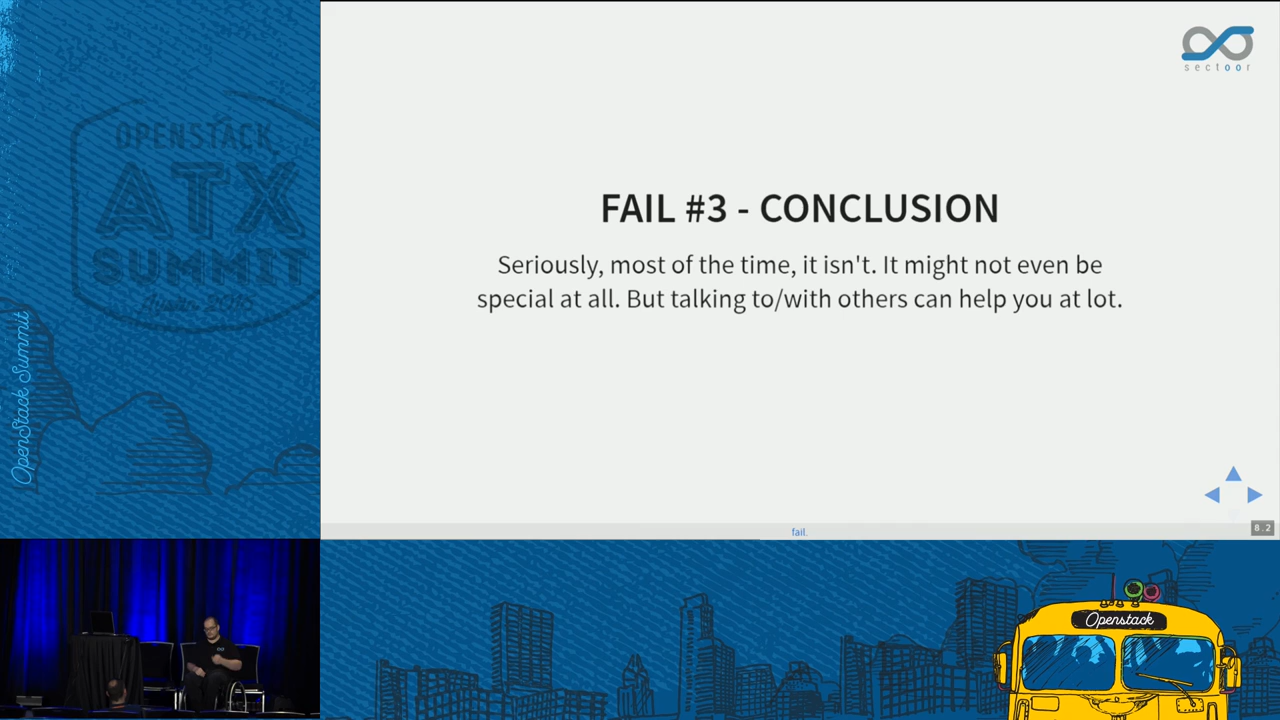 OPENSTACK
ATX
SUMMIT
Austin 2016
OpenStack Summit
sectoor
FAIL #3 - CONCLUSION
Seriously, most of the time, it isn't. It might not even be
special at all. But talking to/with others can help you at lot.
fail.
8.2
Openstack